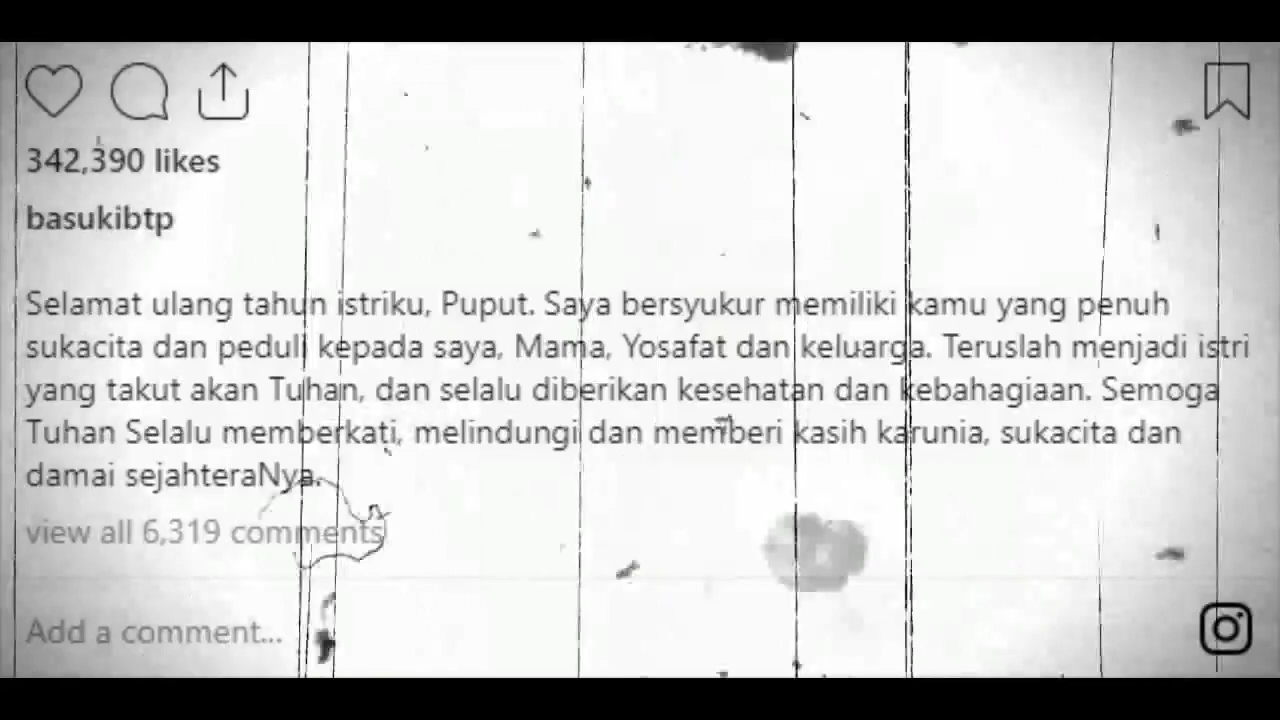 342,390 likes
basukibtp
Selamat ulang tahun istriku, Puput. Saya bersyukur memiliki kamu yang penuh
sukacita dan peduli kepada saya, Mama, Yosafat dan keluarga. Teruslah menjadi istri
yang takut akan Tuhan, dan selalu diberikan kesehatan dan kebahagiaan. Semoga
Tuhan Selalu memberkati, melindungi dan memberi kasih karunia, sukacita dan
damai sejahteraNya.
view all 6,319 comments
Add a comment...